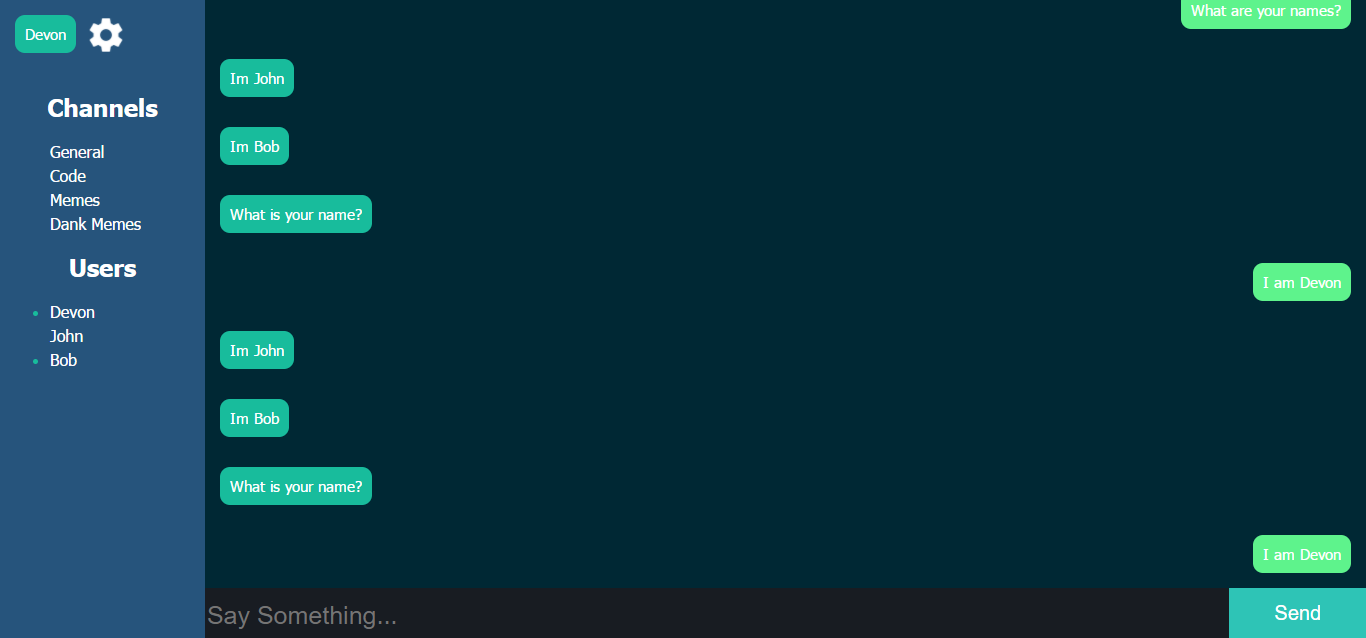 Devon
Channels
General
Code
Memes
Dank Memes
Users
Devon
John
Bob
What are your names?
Im John
Im Bob
What is your name?
I am Devon
Im John
Im Bob
What is your name?
I am Devon
Say Something...
Send